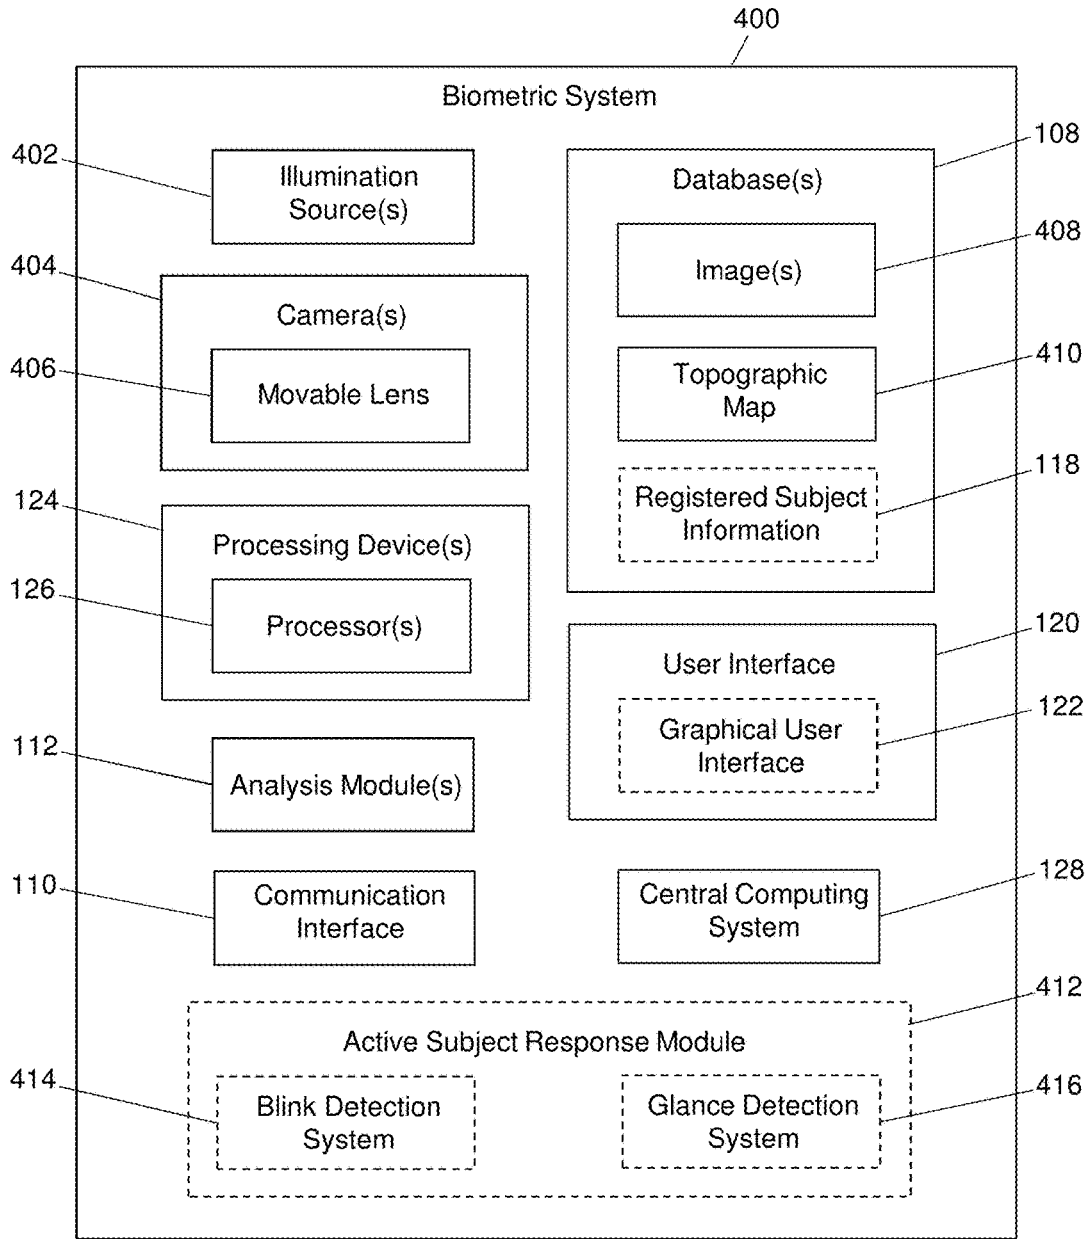 400
Biometric System
402
Illumination
Source(s)
404
Camera(s)
406
Movable Lens
124
Processing Device(s)
126
Processor(s)
112
Analysis Module(s)
110
Communication
Interface
108
Database(s)
408
Image(s)
410
Topographic
Map
118
Registered Subject
Information
120
User Interface
122
Graphical User
Interface
128
Central Computing
System
412
Active Subject Response Module
414
Blink Detection
System
416
Glance Detection
System